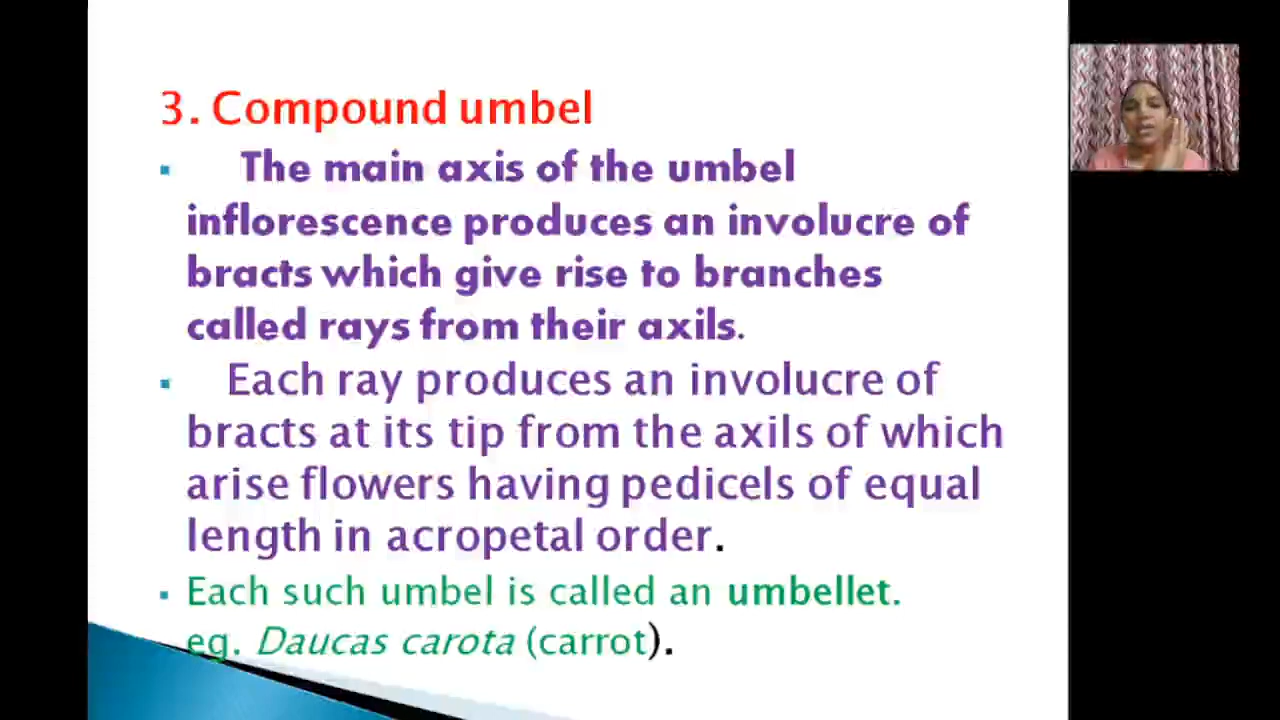 3. Compound umbel
▪ The main axis of the umbel
inflorescence produces an involucre of
bracts which give rise to branches
called rays from their axils.
▪ Each ray produces an involucre of
bracts at its tip from the axils of which
arise flowers having pedicels of equal
length in acropetal order.
▪ Each such umbel is called an umbellet.
eg. Daucas carota (carrot).